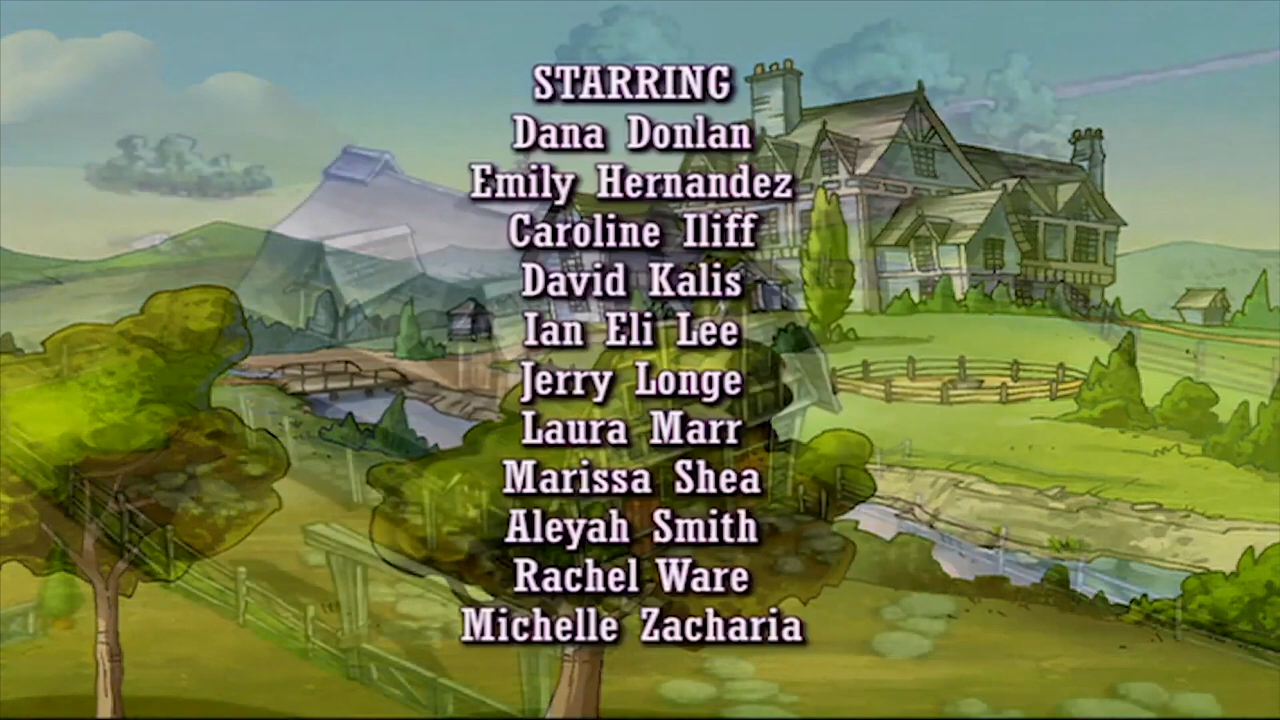 STARRING
Dana Donlan
Emily Hernandez
Caroline Iliff
David Kalis
Ian Eli Lee
Jerry Longe
Laura Marr
Marissa Shea
Aleyah Smith
Rachel Ware
Michelle Zacharia